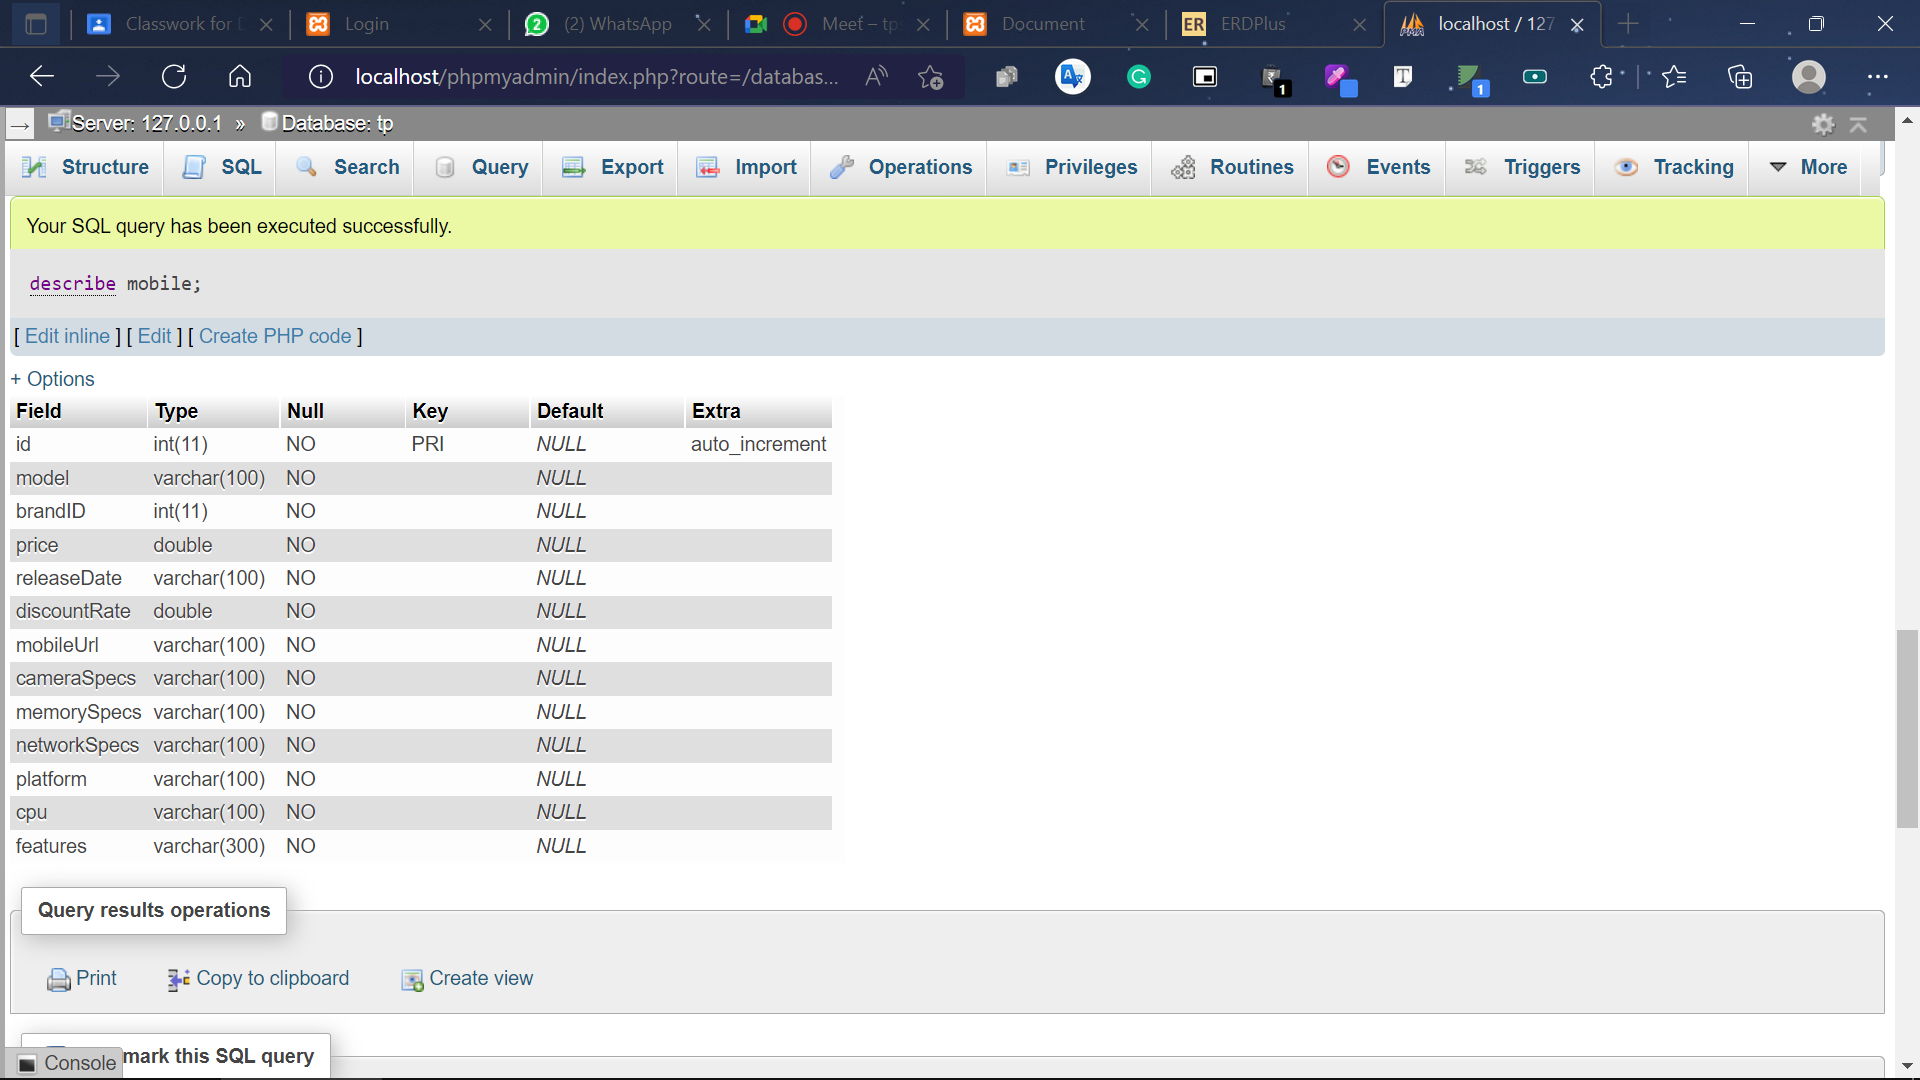 Classwork for D
Login
(2) WhatsApp
Meet – tp
Document
ERDPlus
localhost / 127
localhost/phpmyadmin/index.php?route=/databas...
Server: 127.0.0.1 » Database: tp
Structure SQL Search Query Export Import Operations Privileges Routines Events Triggers Tracking More
Your SQL query has been executed successfully.
describe mobile;
[ Edit inline ] [ Edit ] [ Create PHP code ]
+ Options
Field Type Null Key Default Extra
id int(11) NO PRI NULL auto_increment
model varchar(100) NO NULL
brandID int(11) NO NULL
price double NO NULL
releaseDate varchar(100) NO NULL
discountRate double NO NULL
mobileUrl varchar(100) NO NULL
cameraSpecs varchar(100) NO NULL
memorySpecs varchar(100) NO NULL
networkSpecs varchar(100) NO NULL
platform varchar(100) NO NULL
cpu varchar(100) NO NULL
features varchar(300) NO NULL
Query results operations
Print Copy to clipboard Create view
mark this SQL query
Console